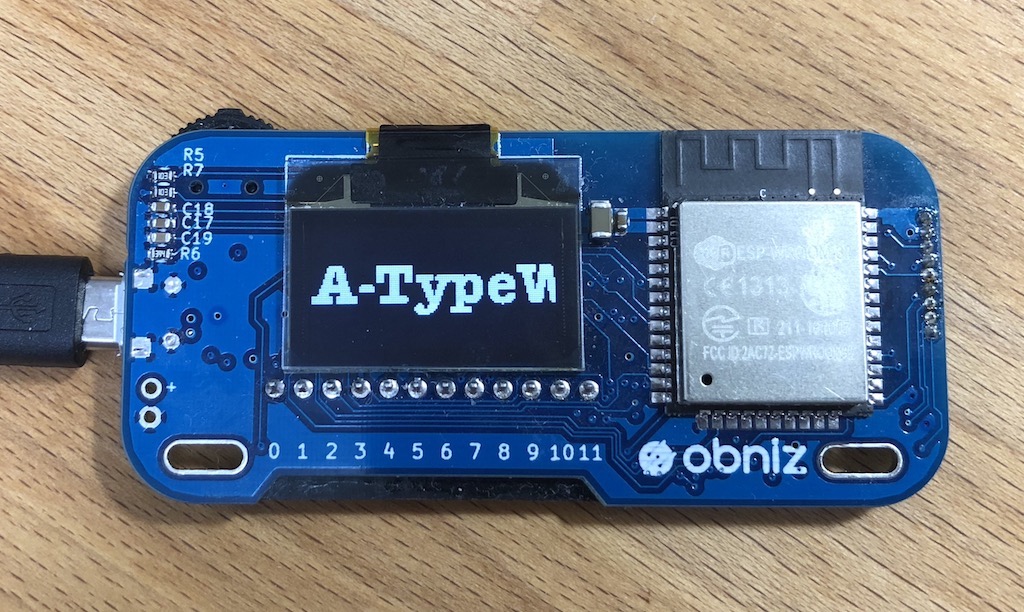 R5
R7
C18
C17
C19
R6
A-TypeW
C
R ESP-WROOM-32
CE1313
R 211-
FCC ID:2AC7Z-ESPWROOM32
+
0 1 2 3 4 5 6 7 8 9 10 11
obniz